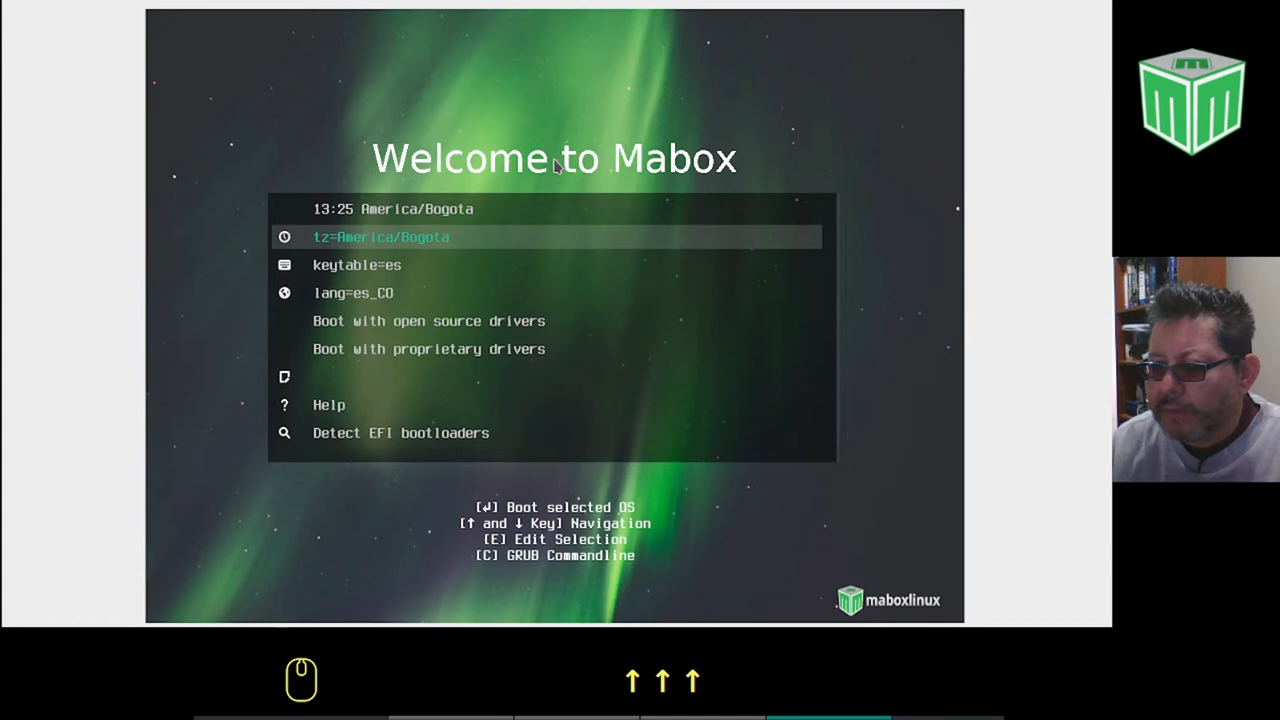 Welcome to Mabox
13:25 America/Bogota
tz=America/Bogota
keytable=es
lang=es_CO
Boot with open source drivers
Boot with proprietary drivers
? Help
Detect EFI bootloaders
[↲] Boot selected OS
[↑ and ↓ Key] Navigation
[E] Edit Selection
[C] GRUB Commandline
maboxlinux
↑ ↑ ↑